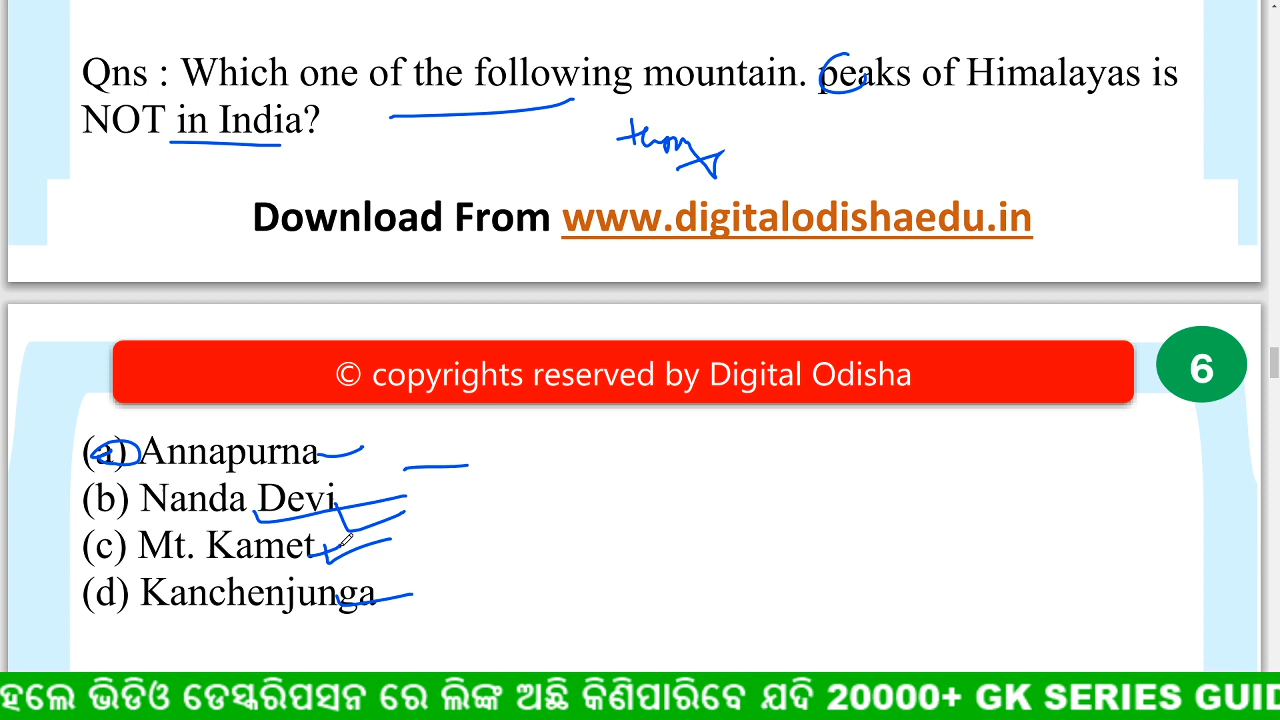 Qns : Which one of the following mountain. peaks of Himalayas is
NOT in India?
Download From www.digitalodishaedu.in
© copyrights reserved by Digital Odisha
6
(a) Annapurna
(b) Nanda Devi
(c) Mt. Kamet
(d) Kanchenjunga
ହଲେ ଭିଡିଓ ଡେସ୍କରିପସନ ରେ ଲିଙ୍କ ଅଛି କିଣିପାରିବେ ଯଦି 20000+ GK SERIES GUID